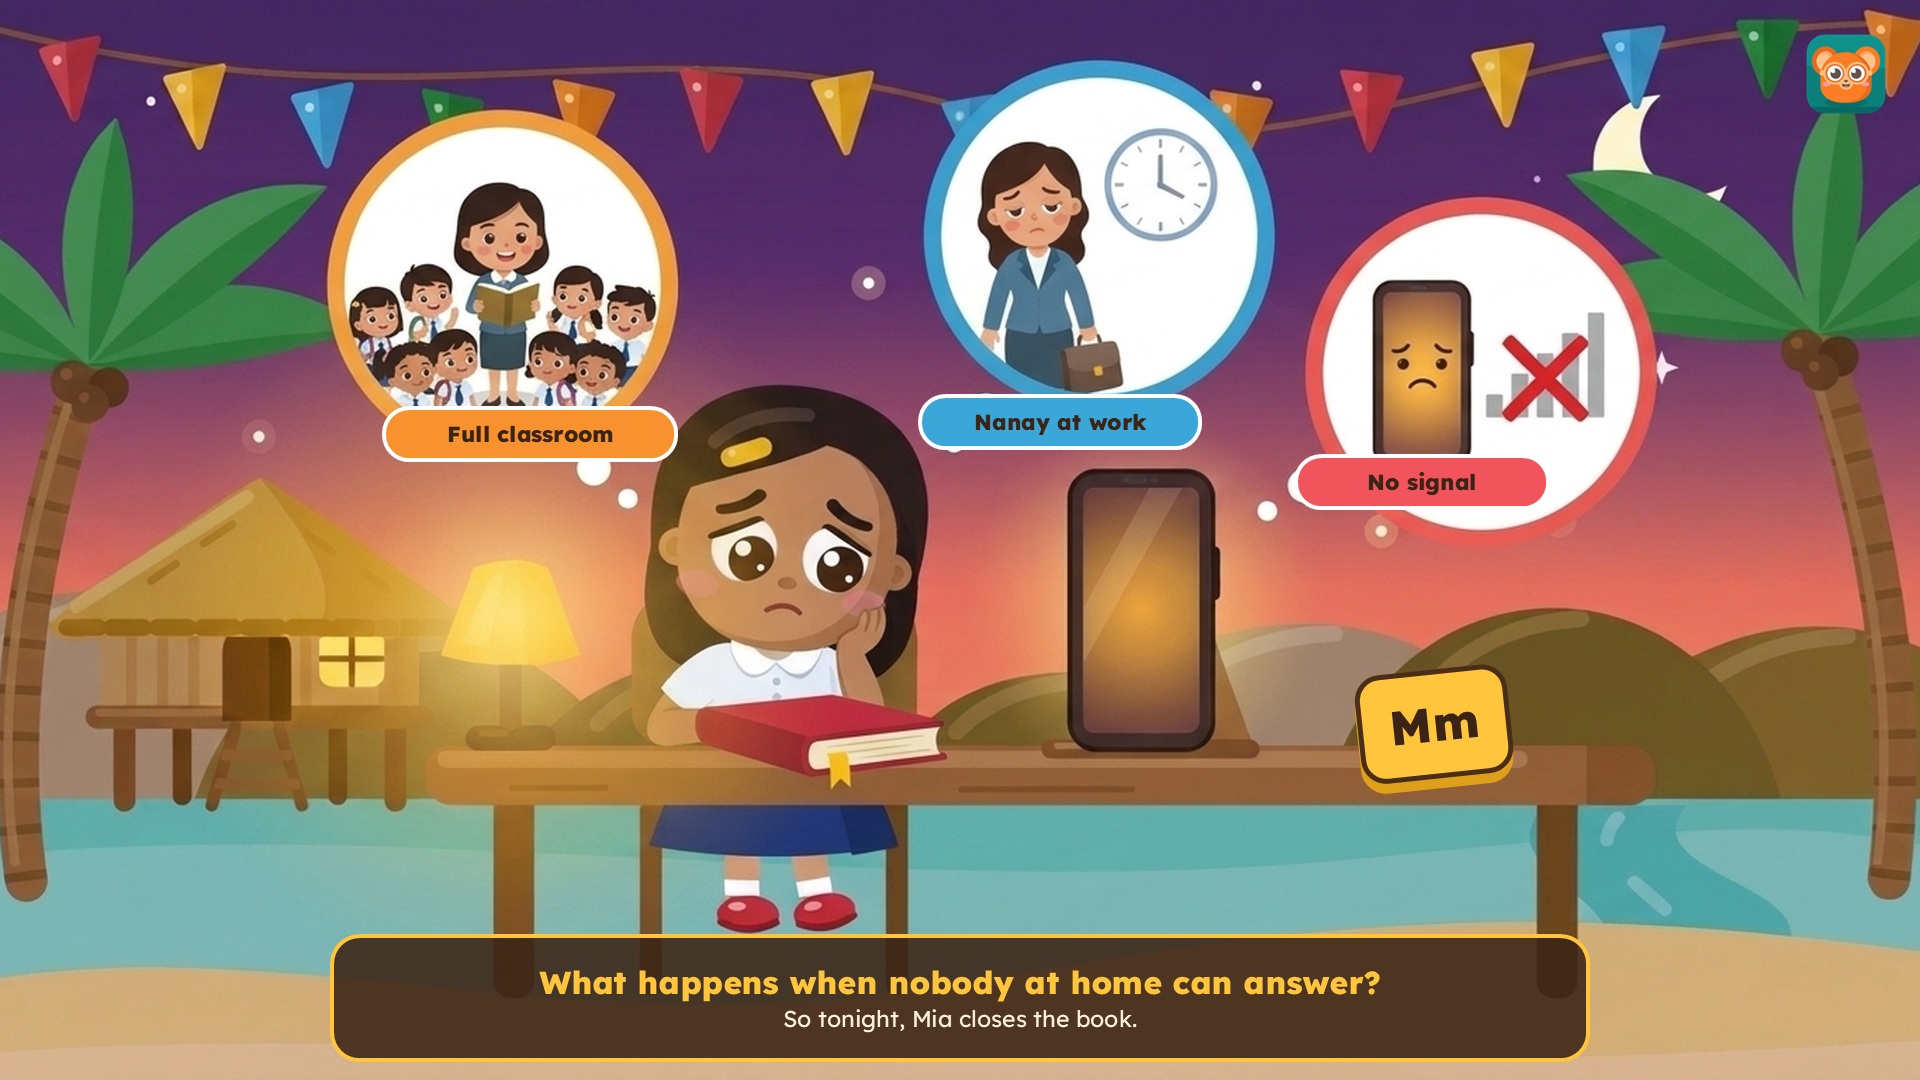 Full classroom
Nanay at work
No signal
Mm
What happens when nobody at home can answer?
So tonight, Mia closes the book.